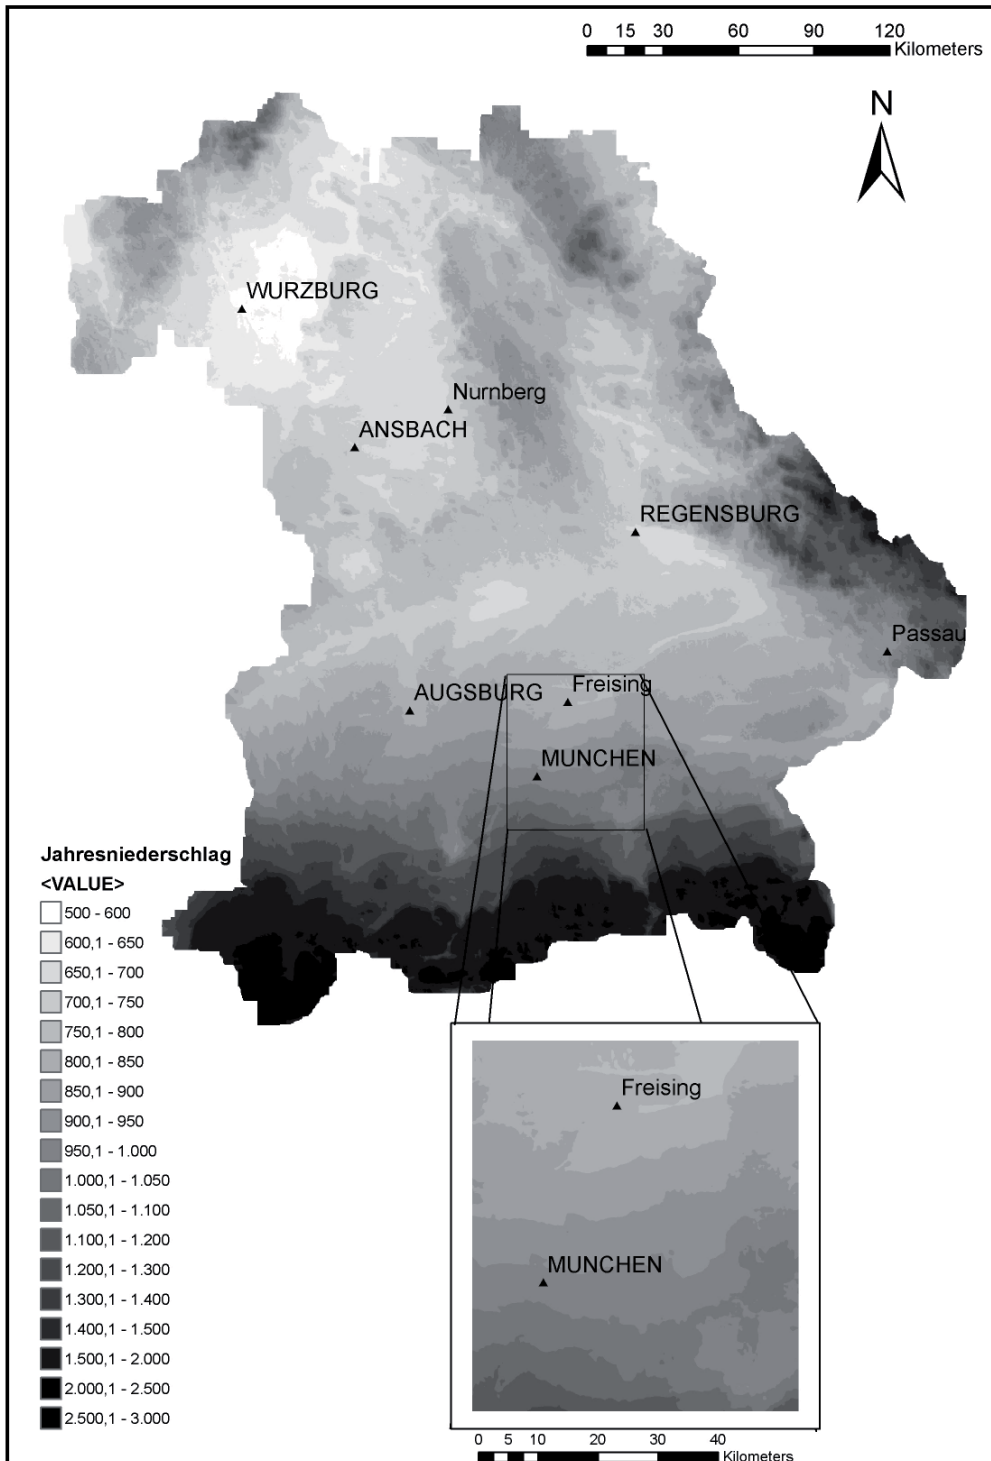 0 15 30 60 90 120
Kilometers
N
WURZBURG
Nurnberg
ANSBACH
REGENSBURG
Passau
Freising
AUGSBURG
MUNCHEN
Jahresniederschlag
<VALUE>
500 - 600
600,1 - 650
650,1 - 700
700,1 - 750
750,1 - 800
800,1 - 850
850,1 - 900
900,1 - 950
950,1 - 1.000
1.000,1 - 1.050
1.050,1 - 1.100
1.100,1 - 1.200
1.200,1 - 1.300
1.300,1 - 1.400
1.400,1 - 1.500
1.500,1 - 2.000
2.000,1 - 2.500
2.500,1 - 3.000
Freising
MUNCHEN
0 5 10 20 30 40
Kilometers